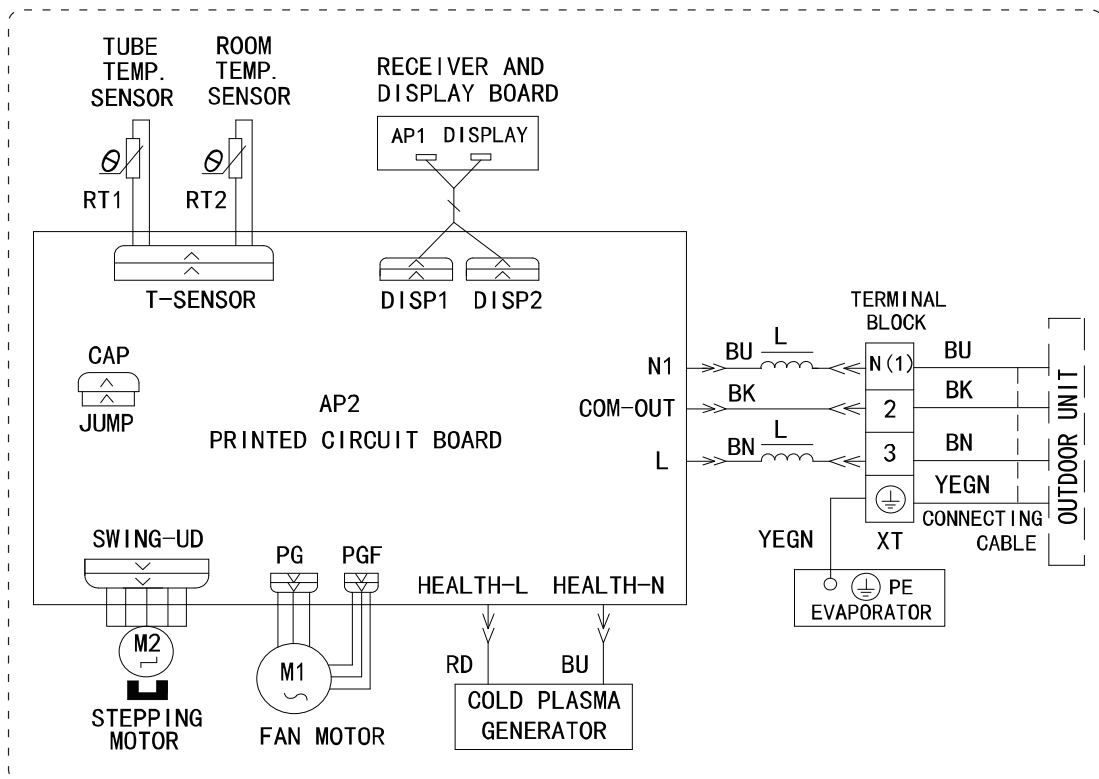 TUBE
TEMP.
SENSOR
ROOM
TEMP.
SENSOR
RECEIVER AND
DISPLAY BOARD
AP1 DISPLAY
θ
RT1
θ
RT2
T-SENSOR
DISP1
DISP2
CAP
JUMP
AP2
PRINTED CIRCUIT BOARD
N1
COM-OUT
L
TERMINAL
BLOCK
BU
L
N(1)
BU
BK
2
BK
BN
L
3
BN
YEGN
YEGN
XT
CONNECTING
CABLE
OUTDOOR UNIT
PE
EVAPORATOR
SWING-UD
M2
STEPPING
MOTOR
PG
PGF
M1
FAN MOTOR
HEALTH-L
HEALTH-N
RD
BU
COLD PLASMA
GENERATOR